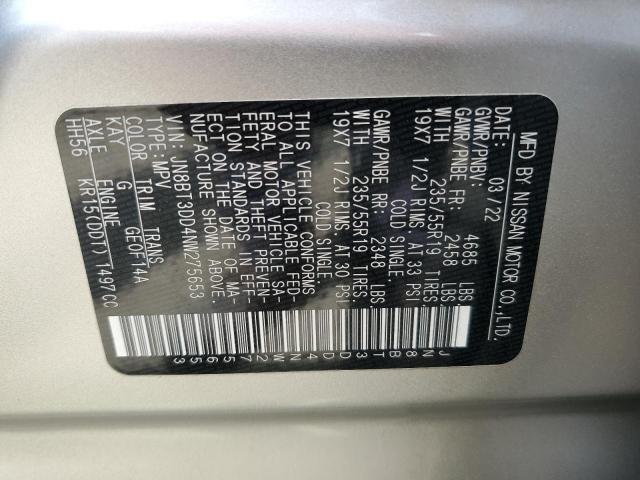 MFD BY NISSAN MOTOR CO.,LTD.
DATE: 03 / 22
GVWR/PNBV: 4685 LBS
GAWR/PNBE FR: 2458 LBS.
WITH 235/55R19 TIRES
19X7 1/2J RIMS. AT 33 PSI
COLD SINGLE.
GAWR/PNBE RR: 2348 LBS.
WITH 235/55R19 TIRES
19X7 1/2J RIMS. AT 30 PSI
COLD SINGLE.
THIS VEHICLE CONFORMS
TO ALL APPLICABLE FED-
ERAL MOTOR VEHICLE SA-
FETY AND THEFT PREVEN-
TION STANDARDS IN EFF-
ECT ON THE DATE OF MA-
NUFACTURE SHOWN ABOVE.
VIN: JN8BT3DD4NW275653
TYPE: MPV
COLOR TRIM TRANS
KAY G GE0F14A
AXLE ENGINE
HH56 KR15(DDT) 1497CC
JN8BT3DD4NW275653